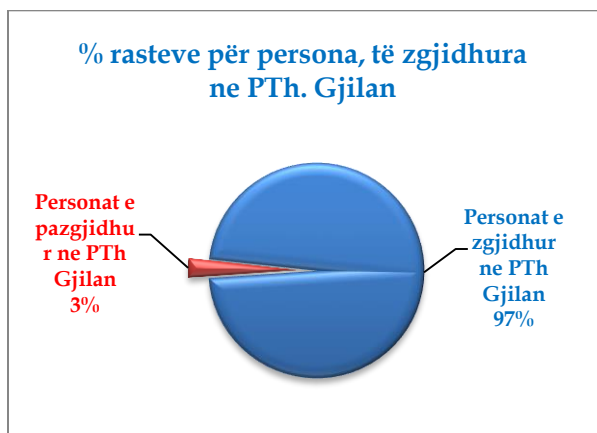 % rasteve për persona, të zgjidhura
ne PTh. Gjilan
Personat e
pazgjidhu
r ne PTh
Gjilan
3%
Personat e
zgjidhur
ne PTh
Gjilan
97%